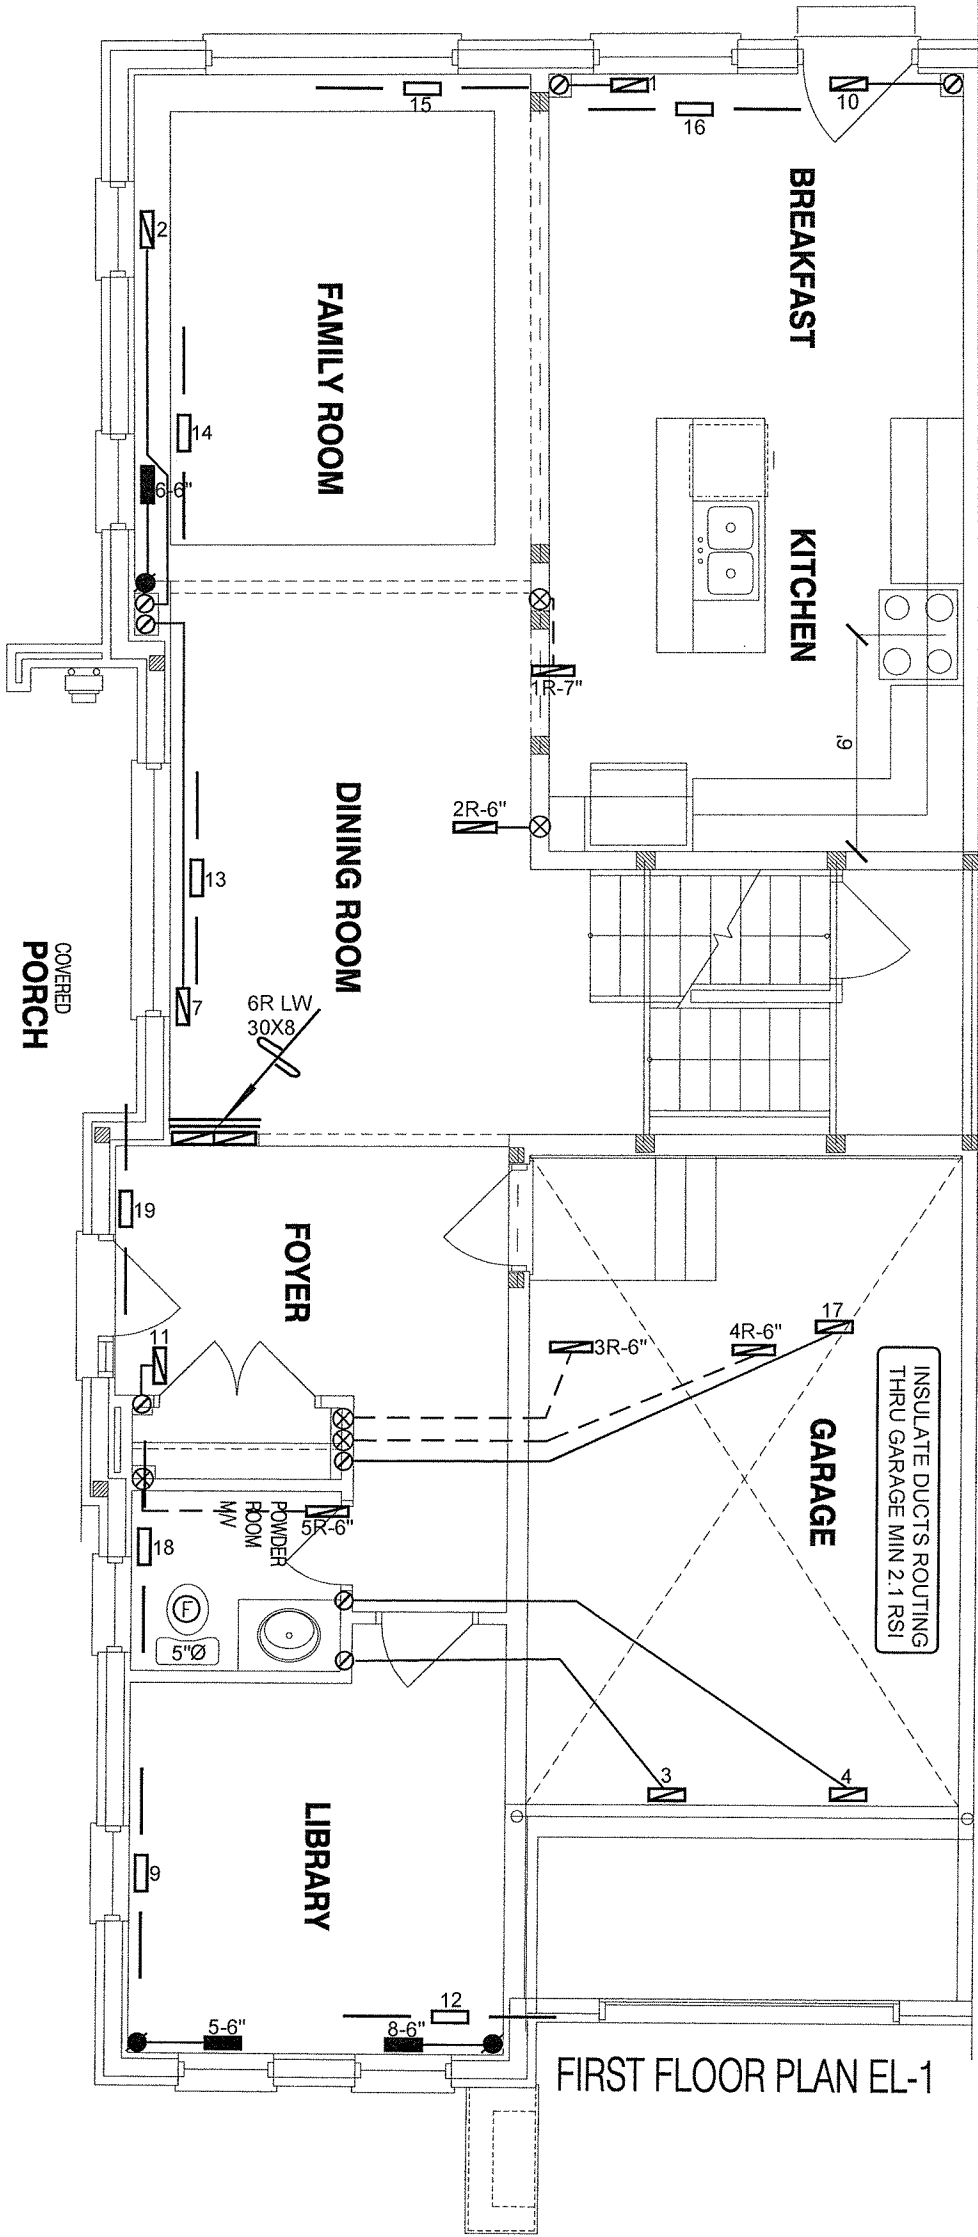 15
1
10
16
BREAKFAST
2
FAMILY ROOM
14
6-6"
KITCHEN
1R-7"
6'
2R-6"
DINING ROOM
13
COVERED
PORCH
7
6R LW
30X8
19
FOYER
11
17
3R-6"
4R-6"
INSULATE DUCTS ROUTING
THRU GARAGE MIN 2.1 RSI
GARAGE
5R-6"
POWDER
ROOM
M/V
18
F
5"Ø
3
4
LIBRARY
9
12
5-6"
8-6"
FIRST FLOOR PLAN EL-1